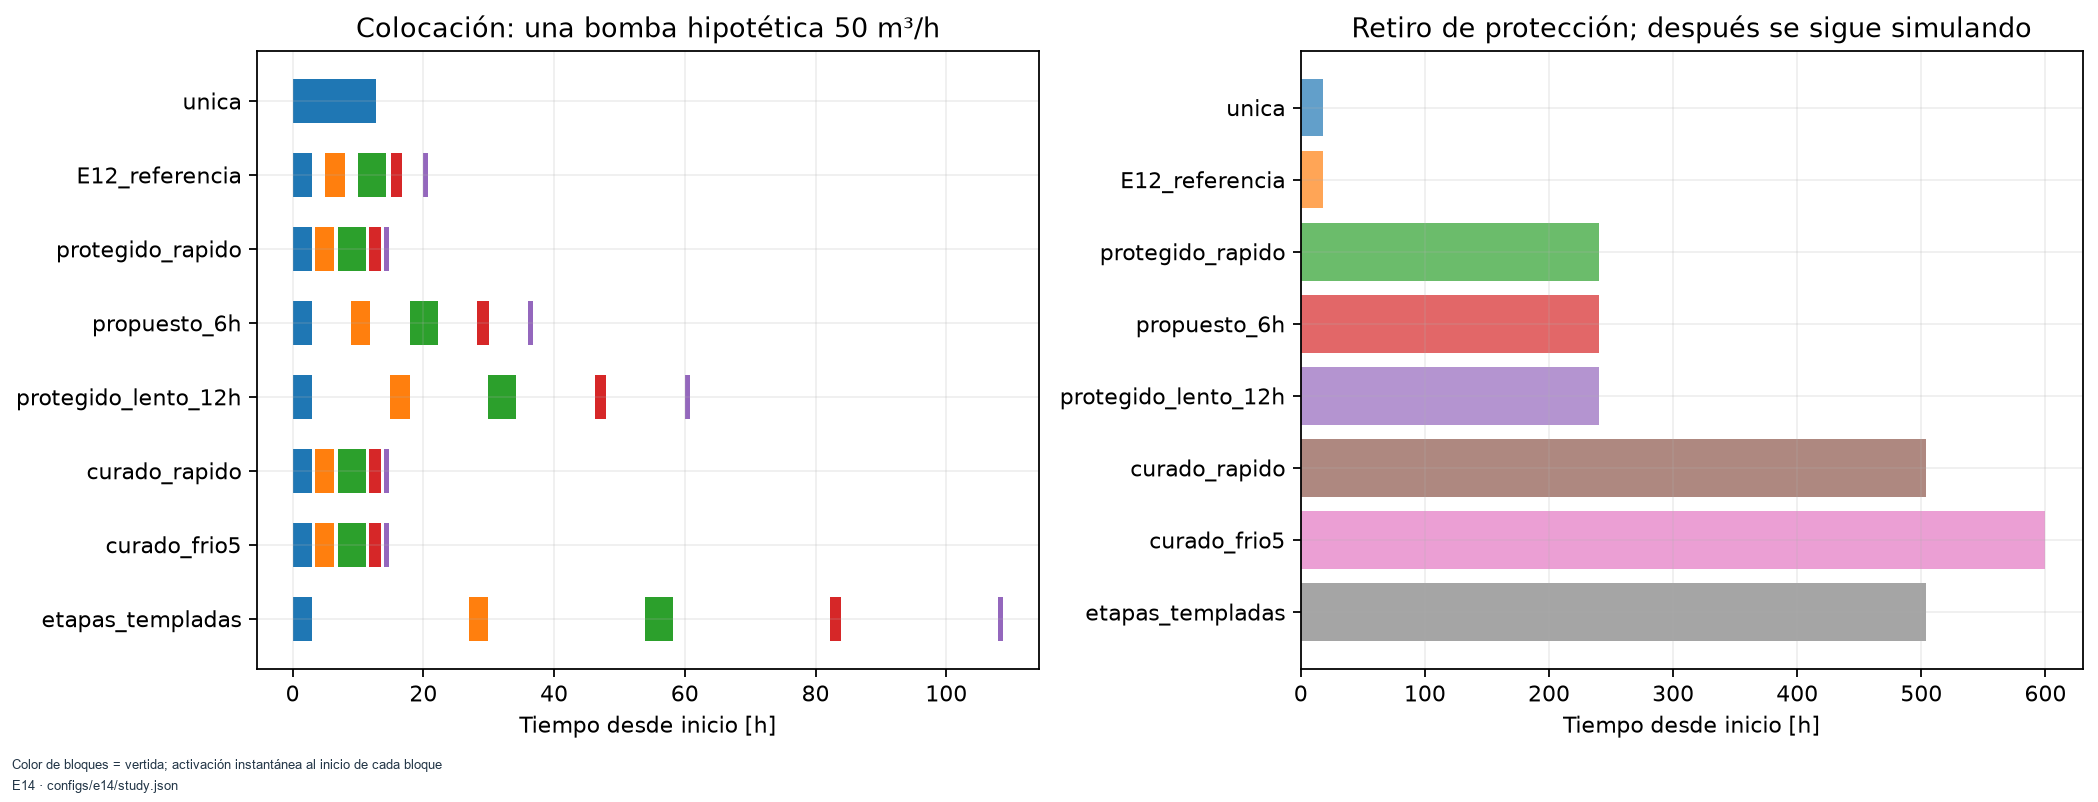 Colocación: una bomba hipotética 50 m³/h
unica
E12_referencia
protegido_rapido
propuesto_6h
protegido_lento_12h
curado_rapido
curado_frio5
etapas_templadas
0 20 40 60 80 100
Tiempo desde inicio [h]
Retiro de protección; después se sigue simulando
unica
E12_referencia
protegido_rapido
propuesto_6h
protegido_lento_12h
curado_rapido
curado_frio5
etapas_templadas
0 100 200 300 400 500 600
Tiempo desde inicio [h]
Color de bloques = vertida; activación instantánea al inicio de cada bloque
E14 · configs/e14/study.json